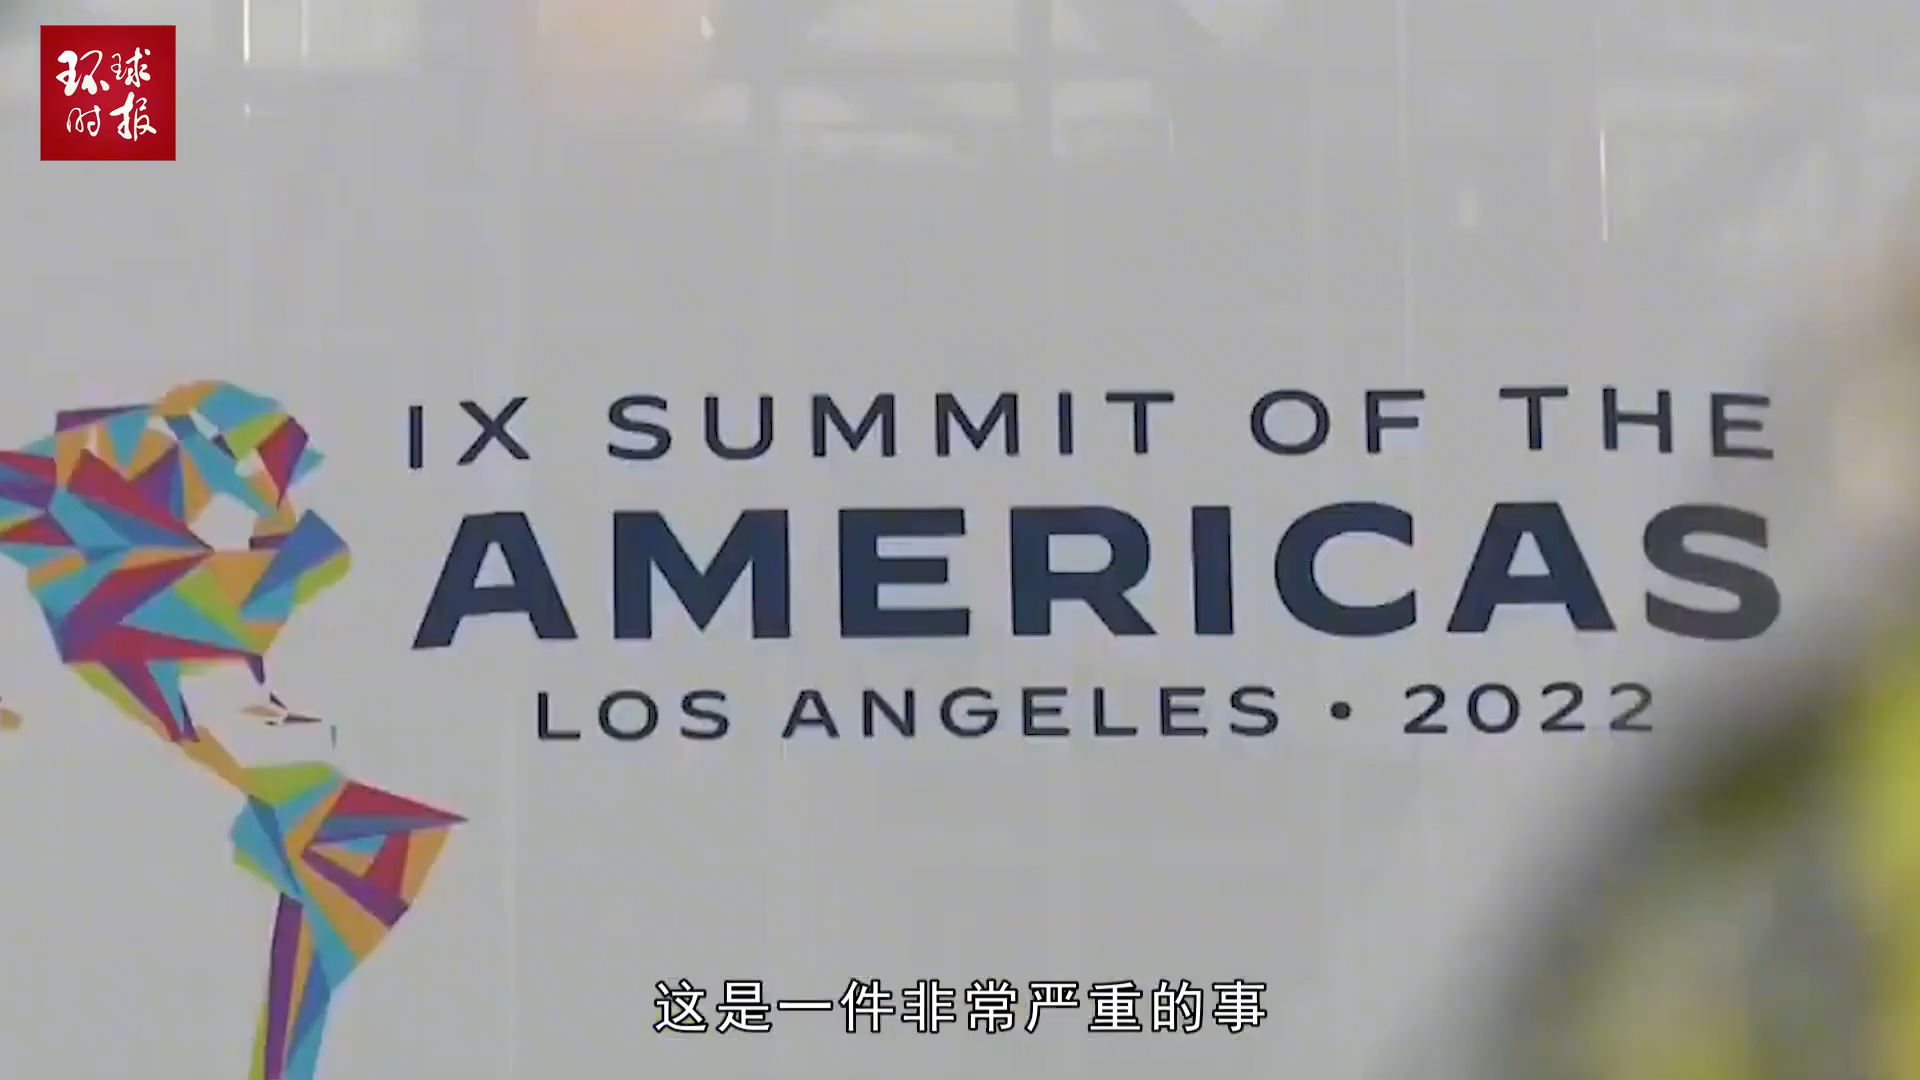 环球
时报
IX SUMMIT OF THE
AMERICAS
LOS ANGELES • 2022
这是一件非常严重的事